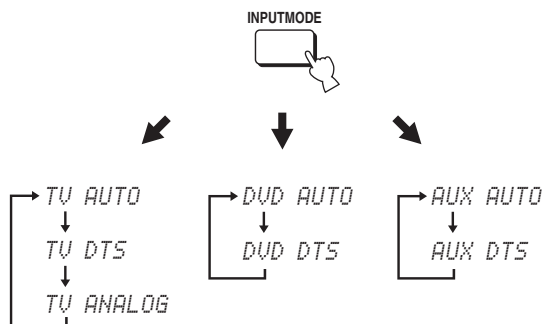 INPUTMODE
TV AUTO
TV DTS
TV ANALOG
DVD AUTO
DVD DTS
AUX AUTO
AUX DTS